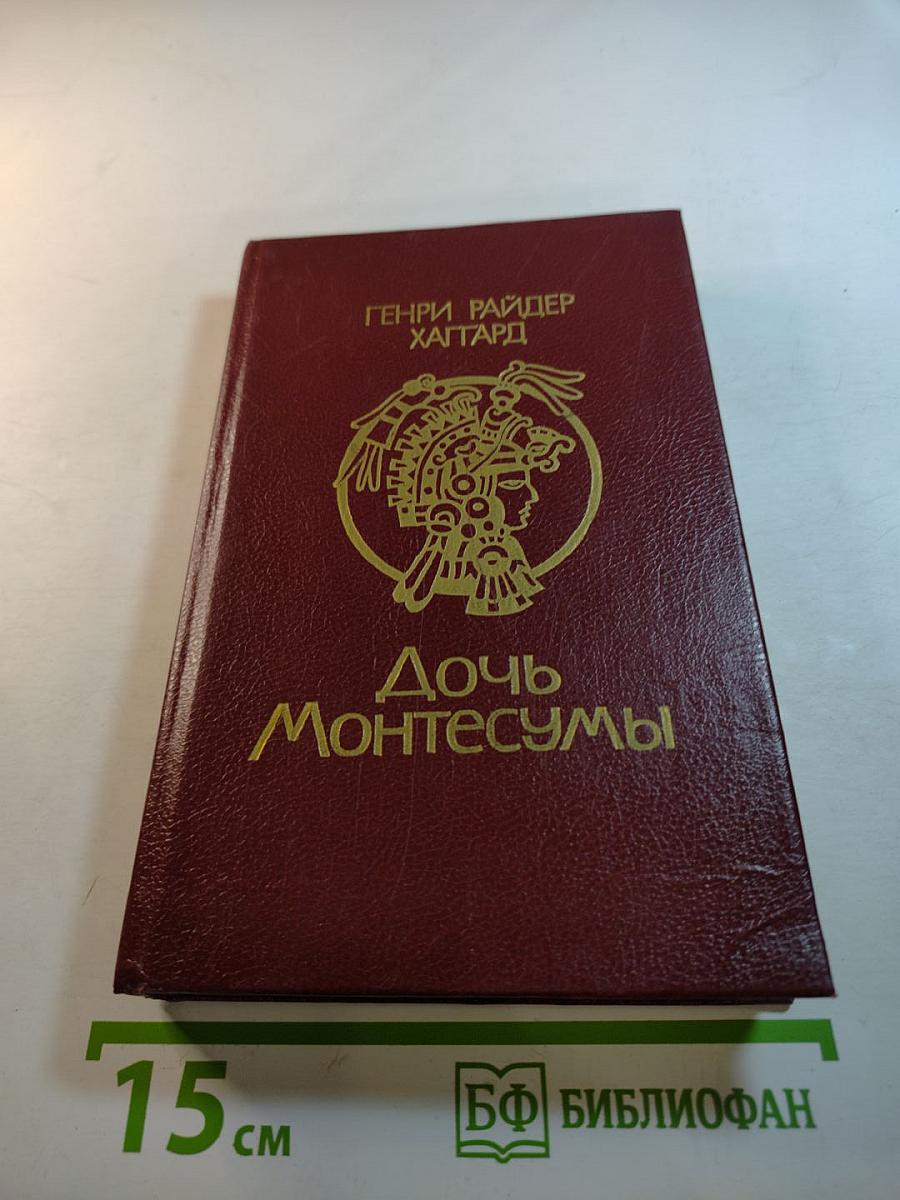 ГЕНРИ РАЙДЕР
ХАГГАРД
Дочь
Монтесумы
15 см
БФ БИБЛИОФАН